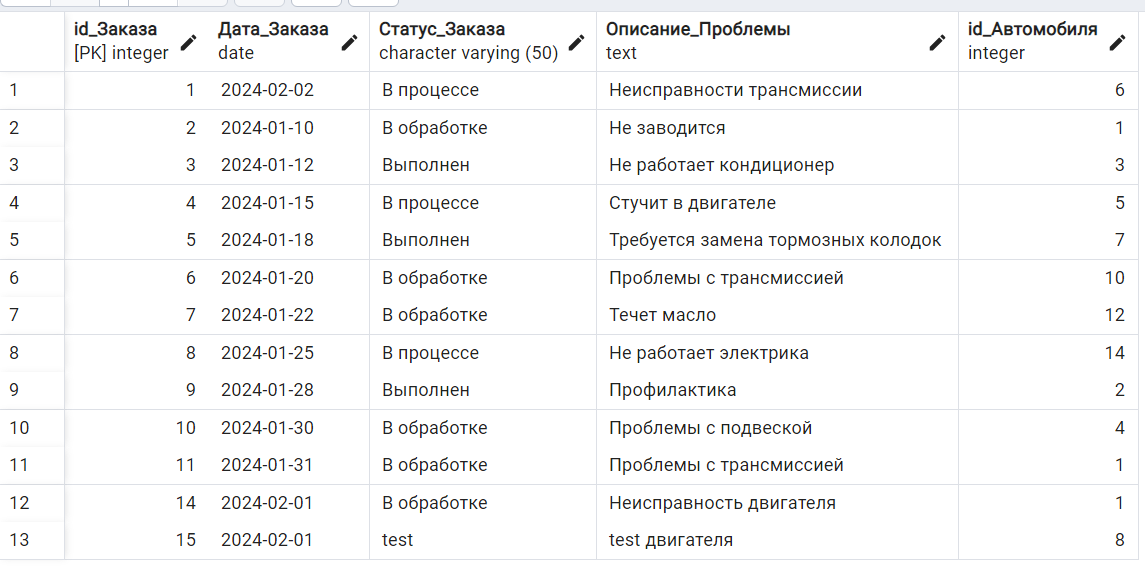 id_Заказа Дата_Заказа Статус_Заказа Описание_Проблемы id_Автомобиля
[PK] integer date character varying (50) text integer
1 1 2024-02-02 В процессе Неисправности трансмиссии 6
2 2 2024-01-10 В обработке Не заводится 1
3 3 2024-01-12 Выполнен Не работает кондиционер 3
4 4 2024-01-15 В процессе Стучит в двигателе 5
5 5 2024-01-18 Выполнен Требуется замена тормозных колодок 7
6 6 2024-01-20 В обработке Проблемы с трансмиссией 10
7 7 2024-01-22 В обработке Течет масло 12
8 8 2024-01-25 В процессе Не работает электрика 14
9 9 2024-01-28 Выполнен Профилактика 2
10 10 2024-01-30 В обработке Проблемы с подвеской 4
11 11 2024-01-31 В обработке Проблемы с трансмиссией 1
12 14 2024-02-01 В обработке Неисправность двигателя 1
13 15 2024-02-01 test test двигателя 8